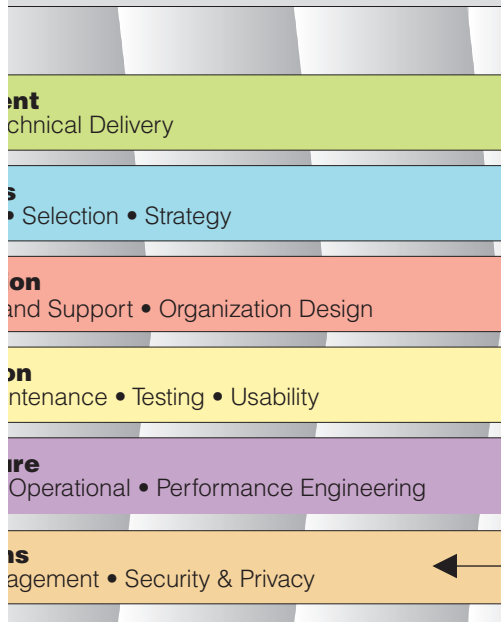 ent
chnical Delivery
s
• Selection • Strategy
on
and Support • Organization Design
on
ntenance • Testing • Usability
ure
Operational • Performance Engineering
ns
agement • Security & Privacy